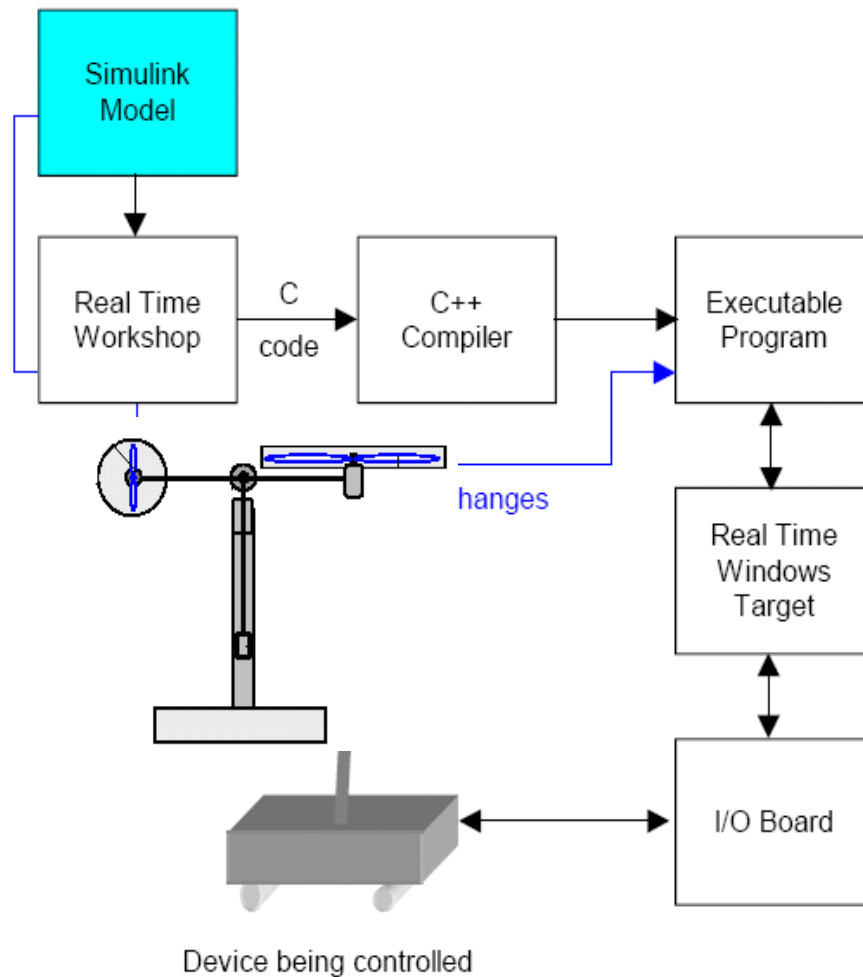 Simulink
Model
Real Time
Workshop
C
code
C++
Compiler
Executable
Program
hanges
Real Time
Windows
Target
I/O Board
Device being controlled